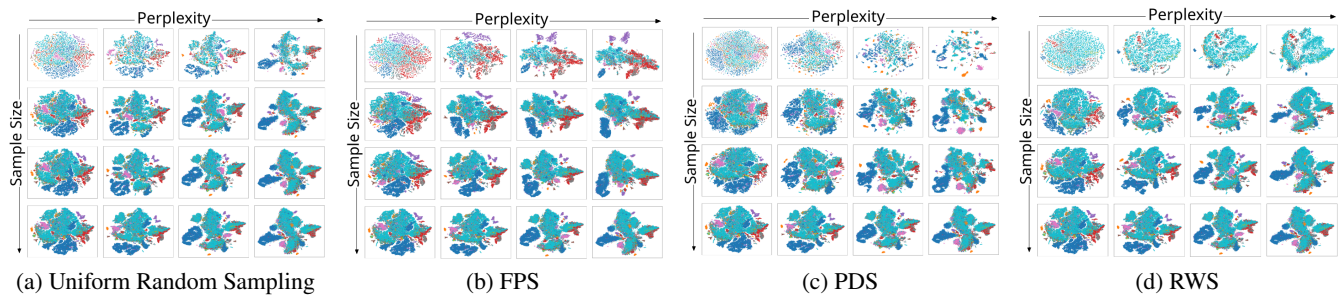 Perplexity
Sample Size
(a) Uniform Random Sampling
Perplexity
Sample Size
(b) FPS
Perplexity
Sample Size
(c) PDS
Perplexity
Sample Size
(d) RWS